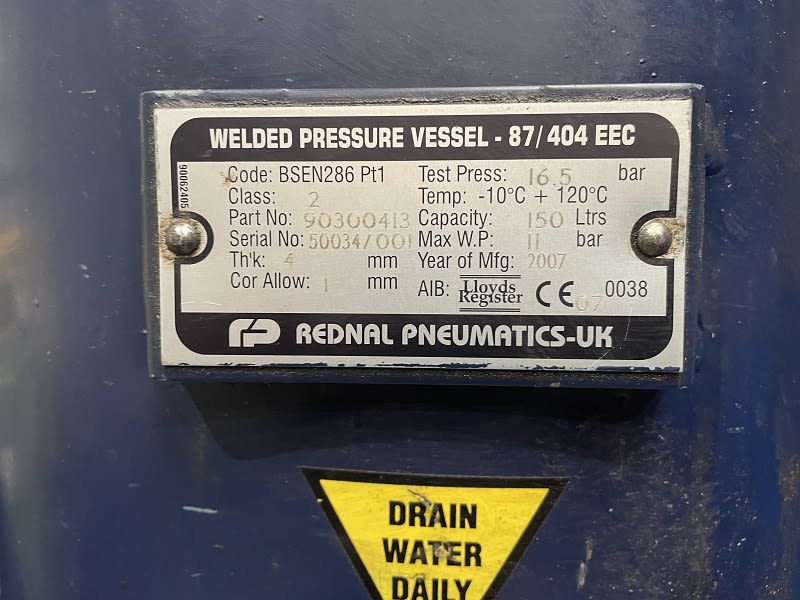 WELDED PRESSURE VESSEL - 87/404 EEC
90062405
Code: BSEN286 Pt1
Class: 2
Part No: 90300413
Serial No: 50034/001
Th'k: 4 mm
Cor Allow: 1 mm
Test Press: 16.5 bar
Temp: -10°C + 120°C
Capacity: 150 Ltrs
Max W.P: 11 bar
Year of Mfg: 2007
AIB: Lloyds Register CE 07 0038
REDNAL PNEUMATICS-UK
DRAIN
WATER
DAILY